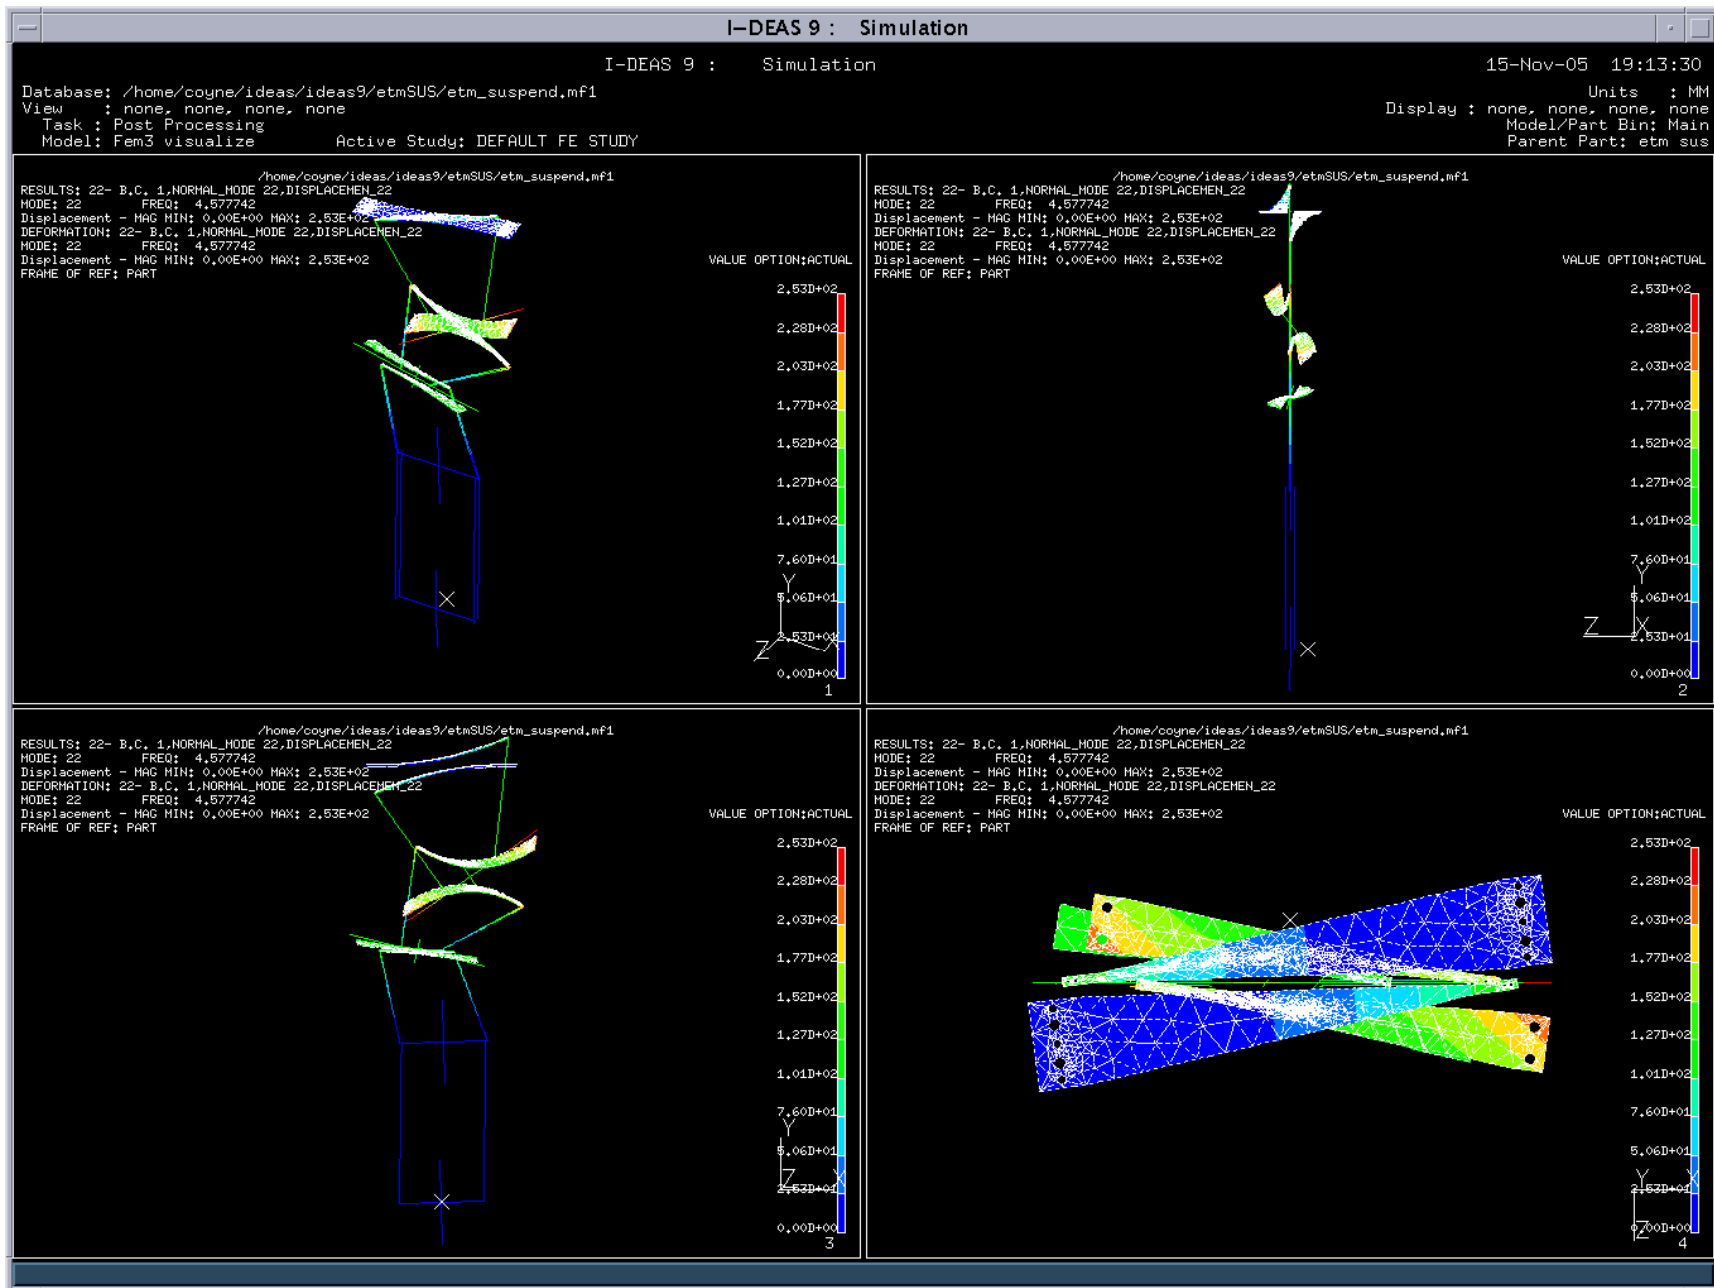 I-DEAS 9 :   Simulation
I-DEAS 9 :    Simulation    15-Nov-05  19:13:30
Database: /home/coyne/ideas/ideas9/etmSUS/etm_suspend.mf1    Units   : MM
View    : none, none, none, none    Display : none, none, none, none
Task : Post Processing    Model/Part Bin: Main
Model: Fem3 visualize    Active Study: DEFAULT FE STUDY    Parent Part: etm sus
/home/coyne/ideas/ideas9/etmSUS/etm_suspend.mf1
RESULTS: 22- B.C. 1,NORMAL_MODE 22,DISPLACEMEN_22
MODE: 22    FREQ: 4.577742
Displacement - MAG MIN: 0.00E+00 MAX: 2.53E+02
DEFORMATION: 22- B.C. 1,NORMAL_MODE 22,DISPLACEMEN_22
MODE: 22    FREQ: 4.577742
Displacement - MAG MIN: 0.00E+00 MAX: 2.53E+02
FRAME OF REF: PART
VALUE OPTION:ACTUAL
2.53D+02
2.28D+02
2.03D+02
1.77D+02
1.52D+02
1.27D+02
1.01D+02
7.60D+01
Y
5.06D+01
2.53D+01
Z
X
0.00D+00
1
/home/coyne/ideas/ideas9/etmSUS/etm_suspend.mf1
RESULTS: 22- B.C. 1,NORMAL_MODE 22,DISPLACEMEN_22
MODE: 22    FREQ: 4.577742
Displacement - MAG MIN: 0.00E+00 MAX: 2.53E+02
DEFORMATION: 22- B.C. 1,NORMAL_MODE 22,DISPLACEMEN_22
MODE: 22    FREQ: 4.577742
Displacement - MAG MIN: 0.00E+00 MAX: 2.53E+02
FRAME OF REF: PART
VALUE OPTION:ACTUAL
2.53D+02
2.28D+02
2.03D+02
1.77D+02
1.52D+02
1.27D+02
1.01D+02
7.60D+01
Y
5.06D+01
Z
X
2.53D+01
0.00D+00
2
/home/coyne/ideas/ideas9/etmSUS/etm_suspend.mf1
RESULTS: 22- B.C. 1,NORMAL_MODE 22,DISPLACEMEN_22
MODE: 22    FREQ: 4.577742
Displacement - MAG MIN: 0.00E+00 MAX: 2.53E+02
DEFORMATION: 22- B.C. 1,NORMAL_MODE 22,DISPLACEMEN_22
MODE: 22    FREQ: 4.577742
Displacement - MAG MIN: 0.00E+00 MAX: 2.53E+02
FRAME OF REF: PART
VALUE OPTION:ACTUAL
2.53D+02
2.28D+02
2.03D+02
1.77D+02
1.52D+02
1.27D+02
1.01D+02
7.60D+01
Y
5.06D+01
Z
X
2.53D+01
0.00D+00
3
/home/coyne/ideas/ideas9/etmSUS/etm_suspend.mf1
RESULTS: 22- B.C. 1,NORMAL_MODE 22,DISPLACEMEN_22
MODE: 22    FREQ: 4.577742
Displacement - MAG MIN: 0.00E+00 MAX: 2.53E+02
DEFORMATION: 22- B.C. 1,NORMAL_MODE 22,DISPLACEMEN_22
MODE: 22    FREQ: 4.577742
Displacement - MAG MIN: 0.00E+00 MAX: 2.53E+02
FRAME OF REF: PART
VALUE OPTION:ACTUAL
2.53D+02
2.28D+02
2.03D+02
1.77D+02
1.52D+02
1.27D+02
1.01D+02
7.60D+01
5.06D+01
Y
X
2.53D+01
0.00D+00
Z
4